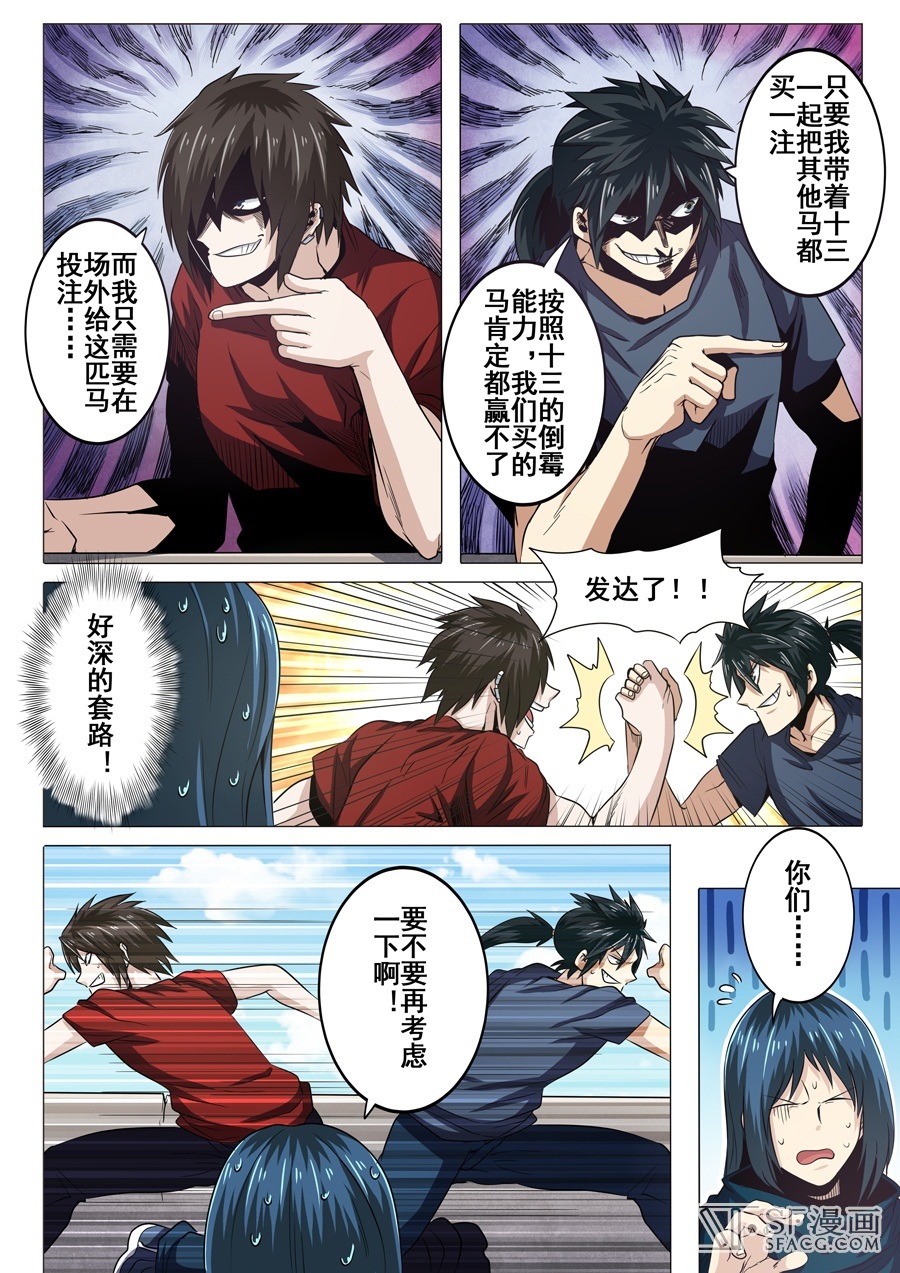 只要我带着十三
一起把其他马都
买一注
按照十三的倒霉
能力，我们买的
马肯定都赢不了
而我只需要在
场外给这匹马
投注……
发达了！！
好深的套路！
你们……
要不要再考虑
一下啊！
SF漫画
SFACG.COM